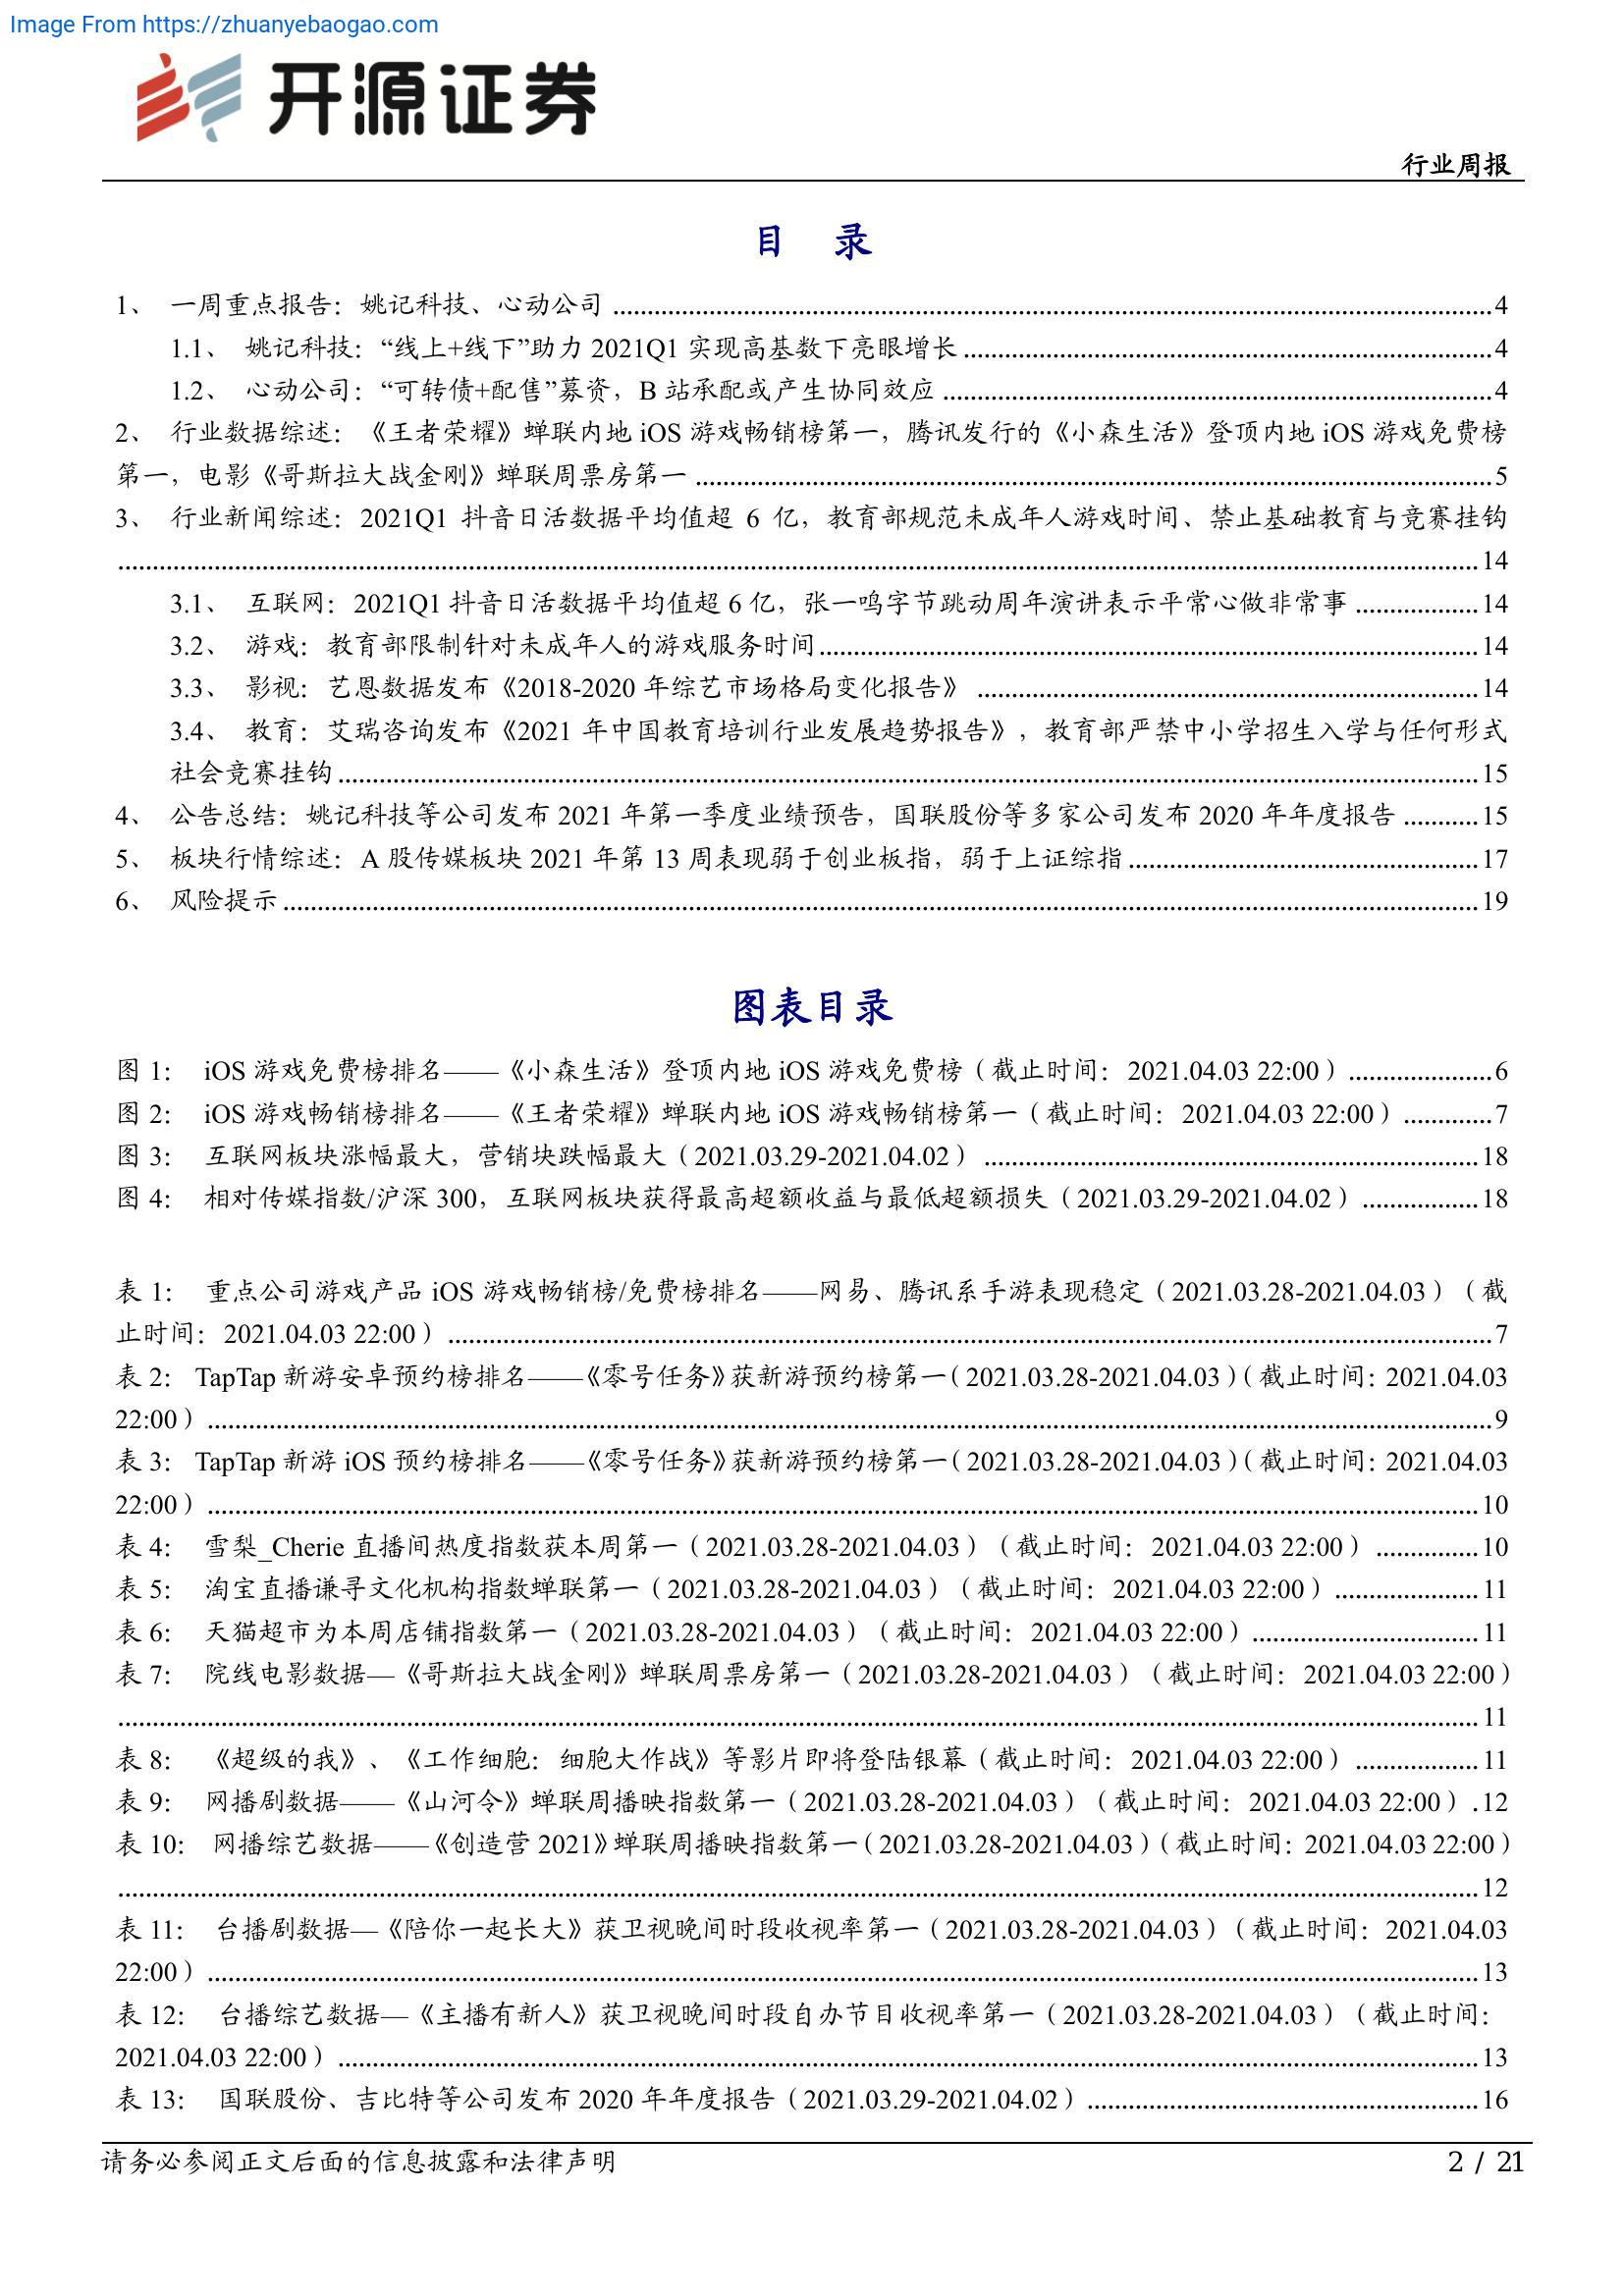 Image From https://zhuanyebaogao.com
开源证券
行业周报
目 录
1、 一周重点报告：姚记科技、心动公司 ........................................ 4
1.1、 姚记科技：“线上+线下”助力 2021Q1 实现高基数下亮眼增长 ........................................ 4
1.2、 心动公司：“可转债+配售”募资，B 站承配或产生协同效应 ........................................ 4
2、 行业数据综述：《王者荣耀》蝉联内地 iOS 游戏畅销榜第一，腾讯发行的《小森生活》登顶内地 iOS 游戏免费榜
第一，电影《哥斯拉大战金刚》蝉联周票房第一 ........................................ 5
3、 行业新闻综述：2021Q1 抖音日活数据平均值超 6 亿，教育部规范未成年人游戏时间、禁止基础教育与竞赛挂钩
........................................ 14
3.1、 互联网：2021Q1 抖音日活数据平均值超 6 亿，张一鸣字节跳动周年演讲表示平常心做非常事 .................. 14
3.2、 游戏：教育部限制针对未成年人的游戏服务时间 ........................................ 14
3.3、 影视：艺恩数据发布《2018-2020 年综艺市场格局变化报告》 ........................................ 14
3.4、 教育：艾瑞咨询发布《2021 年中国教育培训行业发展趋势报告》，教育部严禁中小学招生入学与任何形式
社会竞赛挂钩 ........................................ 15
4、 公告总结：姚记科技等公司发布 2021 年第一季度业绩预告，国联股份等多家公司发布 2020 年年度报告 ........... 15
5、 板块行情综述：A 股传媒板块 2021 年第 13 周表现弱于创业板指，弱于上证综指 ........................................ 17
6、 风险提示 ........................................ 19
图表目录
图 1： iOS 游戏免费榜排名——《小森生活》登顶内地 iOS 游戏免费榜（截止时间：2021.04.03 22:00） ..................... 6
图 2： iOS 游戏畅销榜排名——《王者荣耀》蝉联内地 iOS 游戏畅销榜第一（截止时间：2021.04.03 22:00） ............. 7
图 3： 互联网板块涨幅最大，营销块跌幅最大（2021.03.29-2021.04.02） ........................................ 18
图 4： 相对传媒指数/沪深 300，互联网板块获得最高超额收益与最低超额损失（2021.03.29-2021.04.02） ................. 18
表 1： 重点公司游戏产品 iOS 游戏畅销榜/免费榜排名——网易、腾讯系手游表现稳定（2021.03.28-2021.04.03）（截
止时间：2021.04.03 22:00） ........................................ 7
表 2： TapTap 新游安卓预约榜排名——《零号任务》获新游预约榜第一（2021.03.28-2021.04.03）（截止时间：2021.04.03
22:00） ........................................ 9
表 3： TapTap 新游 iOS 预约榜排名——《零号任务》获新游预约榜第一（2021.03.28-2021.04.03）（截止时间：2021.04.03
22:00） ........................................ 10
表 4： 雪梨_Cherie 直播间热度指数获本周第一（2021.03.28-2021.04.03）（截止时间：2021.04.03 22:00） ............... 10
表 5： 淘宝直播谦寻文化机构指数蝉联第一（2021.03.28-2021.04.03）（截止时间：2021.04.03 22:00） ..................... 11
表 6： 天猫超市为本周店铺指数第一（2021.03.28-2021.04.03）（截止时间：2021.04.03 22:00） ................................. 11
表 7： 院线电影数据—《哥斯拉大战金刚》蝉联周票房第一（2021.03.28-2021.04.03）（截止时间：2021.04.03 22:00）
........................................ 11
表 8： 《超级的我》、《工作细胞：细胞大作战》等影片即将登陆银幕（截止时间：2021.04.03 22:00） .................. 11
表 9： 网播剧数据——《山河令》蝉联周播映指数第一（2021.03.28-2021.04.03）（截止时间：2021.04.03 22:00） . 12
表 10： 网播综艺数据——《创造营 2021》蝉联周播映指数第一（2021.03.28-2021.04.03）（截止时间：2021.04.03 22:00）
........................................ 12
表 11： 台播剧数据—《陪你一起长大》获卫视晚间时段收视率第一（2021.03.28-2021.04.03）（截止时间：2021.04.03
22:00） ........................................ 13
表 12： 台播综艺数据—《主播有新人》获卫视晚间时段自办节目收视率第一（2021.03.28-2021.04.03）（截止时间：
2021.04.03 22:00） ........................................ 13
表 13： 国联股份、吉比特等公司发布 2020 年年度报告（2021.03.29-2021.04.02） ........................................ 16
请务必参阅正文后面的信息披露和法律声明
2 / 21